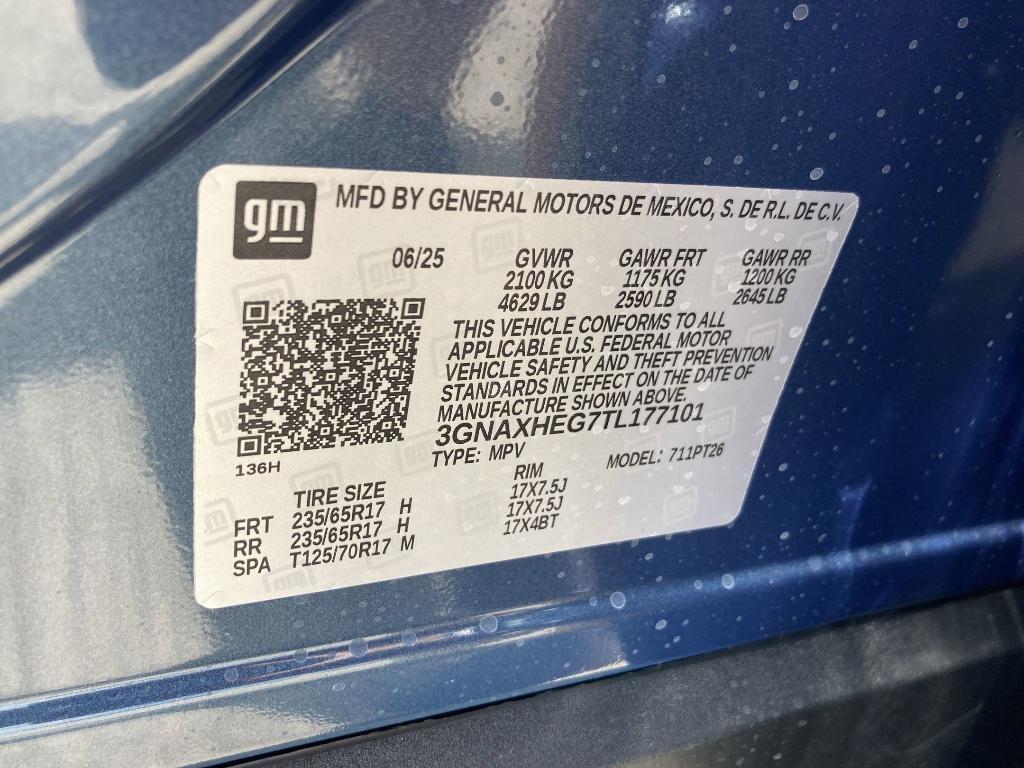 gm
MFD BY GENERAL MOTORS DE MEXICO, S. DE R.L. DE C.V.
06/25 GVWR GAWR FRT GAWR RR
2100 KG 1175 KG 1200 KG
4629 LB 2590 LB 2645 LB
THIS VEHICLE CONFORMS TO ALL
APPLICABLE U.S. FEDERAL MOTOR
VEHICLE SAFETY AND THEFT PREVENTION
STANDARDS IN EFFECT ON THE DATE OF
MANUFACTURE SHOWN ABOVE.
3GNAXHEG7TL177101
136H
TYPE: MPV MODEL: 711PT26
TIRE SIZE RIM
FRT 235/65R17 H 17X7.5J
RR 235/65R17 H 17X7.5J
SPA T125/70R17 M 17X4BT